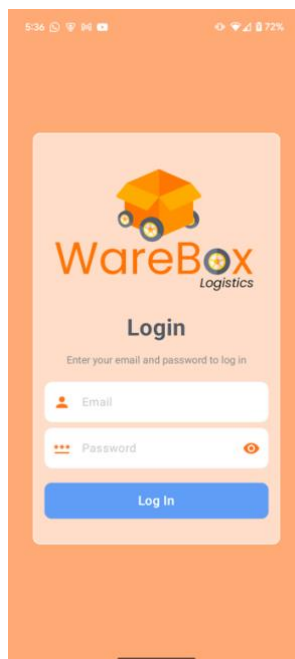 5:36
72%
WareBox
Logistics
Login
Enter your email and password to log in
Email
Password
Log In